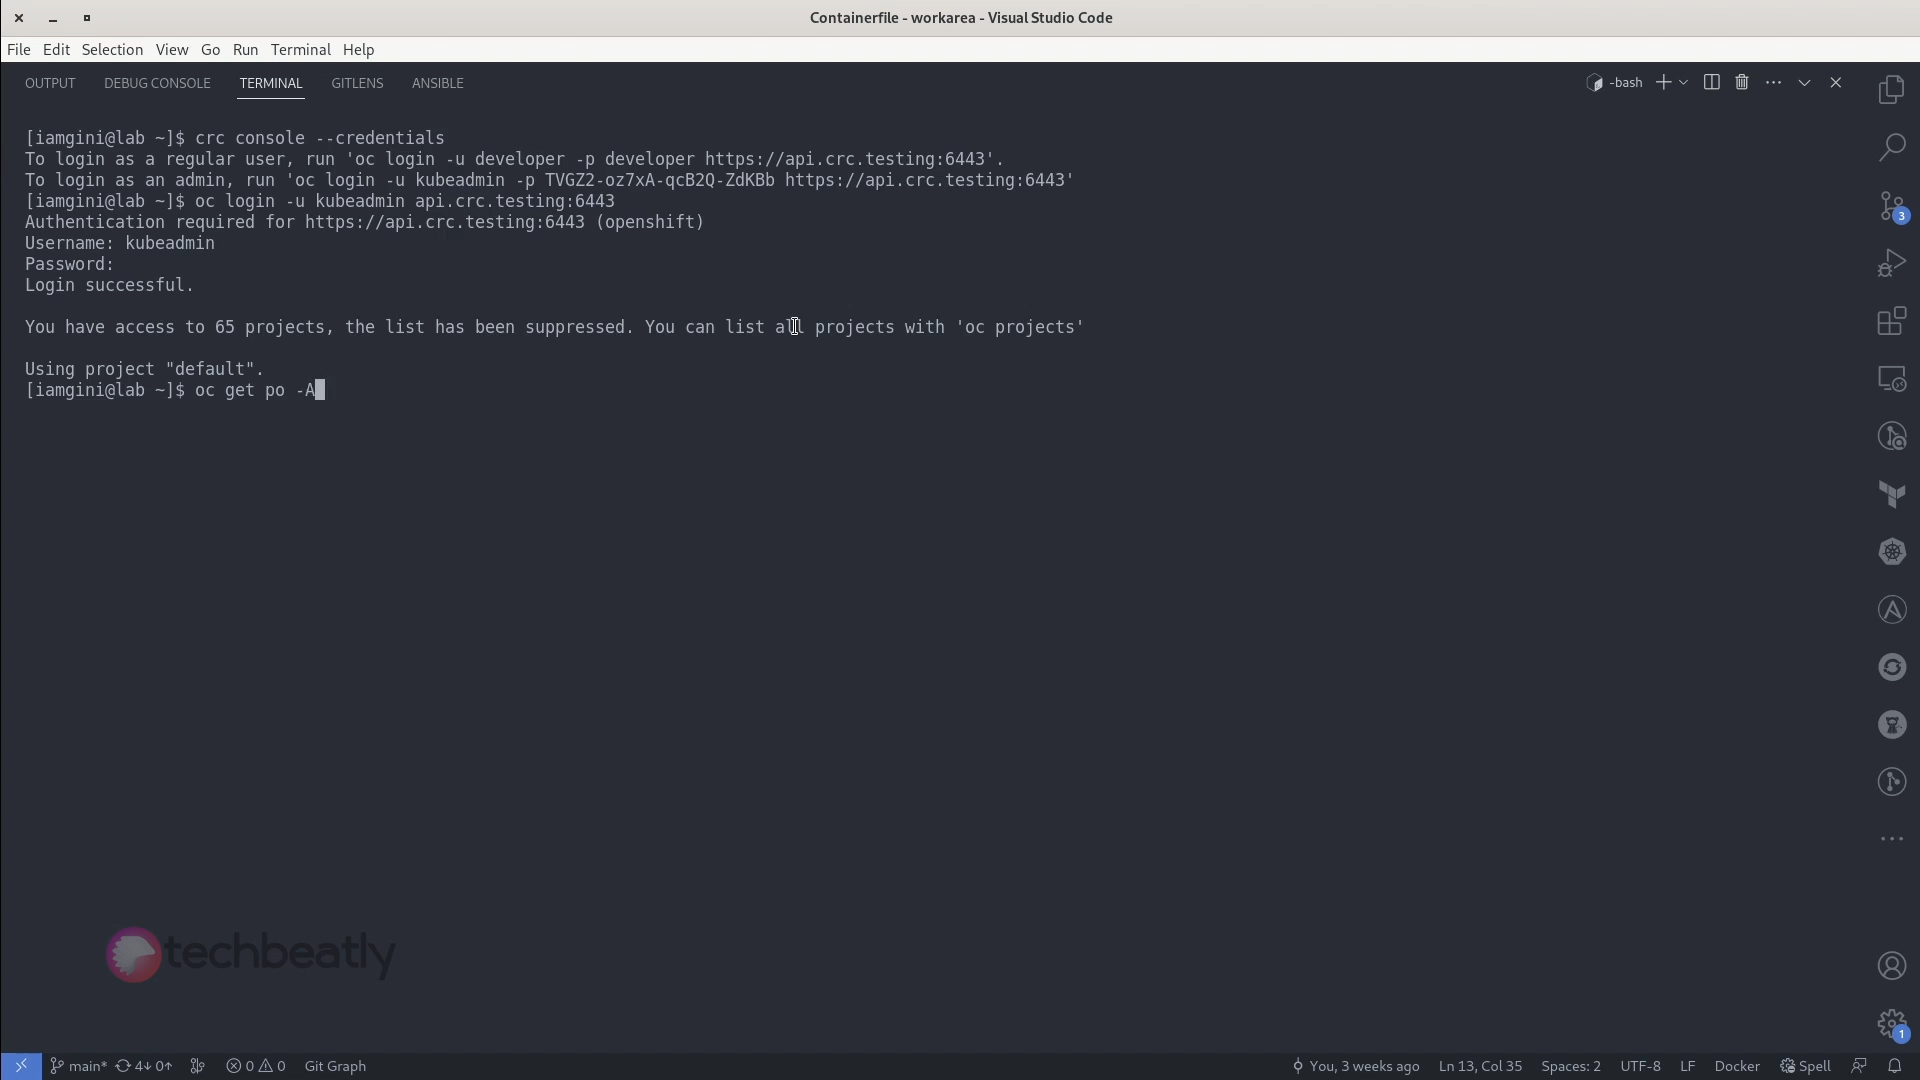 Containerfile - workarea - Visual Studio Code
File Edit Selection View Go Run Terminal Help
OUTPUT DEBUG CONSOLE TERMINAL GITLENS ANSIBLE -bash
[iamgini@lab ~]$ crc console --credentials
To login as a regular user, run 'oc login -u developer -p developer https://api.crc.testing:6443'.
To login as an admin, run 'oc login -u kubeadmin -p TVGZ2-oz7xA-qcB2Q-ZdKBb https://api.crc.testing:6443'
[iamgini@lab ~]$ oc login -u kubeadmin api.crc.testing:6443
Authentication required for https://api.crc.testing:6443 (openshift)
Username: kubeadmin
Password:
Login successful.
You have access to 65 projects, the list has been suppressed. You can list all projects with 'oc projects'
Using project "default".
[iamgini@lab ~]$ oc get po -A
3
techbeatly
1
main* 4↓ 0↑ 0 0 Git Graph You, 3 weeks ago Ln 13, Col 35 Spaces: 2 UTF-8 LF Docker Spell